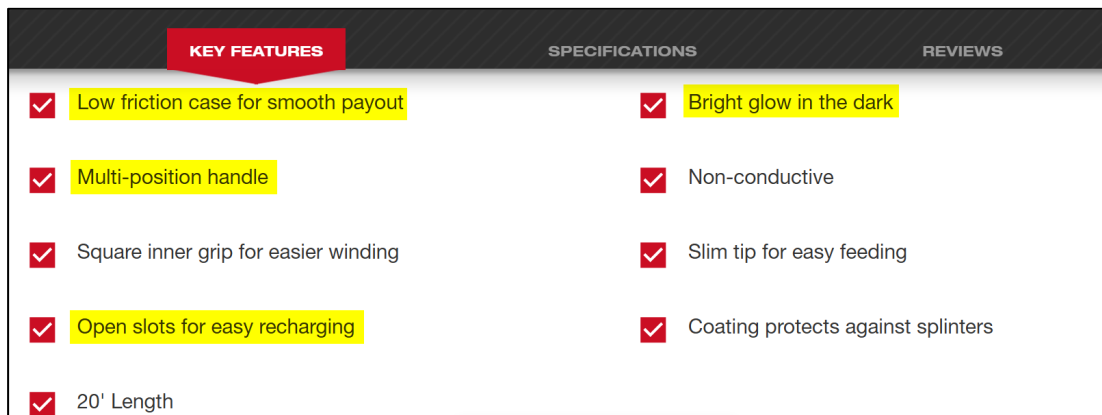 KEY FEATURES
SPECIFICATIONS
REVIEWS
Low friction case for smooth payout
Bright glow in the dark
Multi-position handle
Non-conductive
Square inner grip for easier winding
Slim tip for easy feeding
Open slots for easy recharging
Coating protects against splinters
20' Length